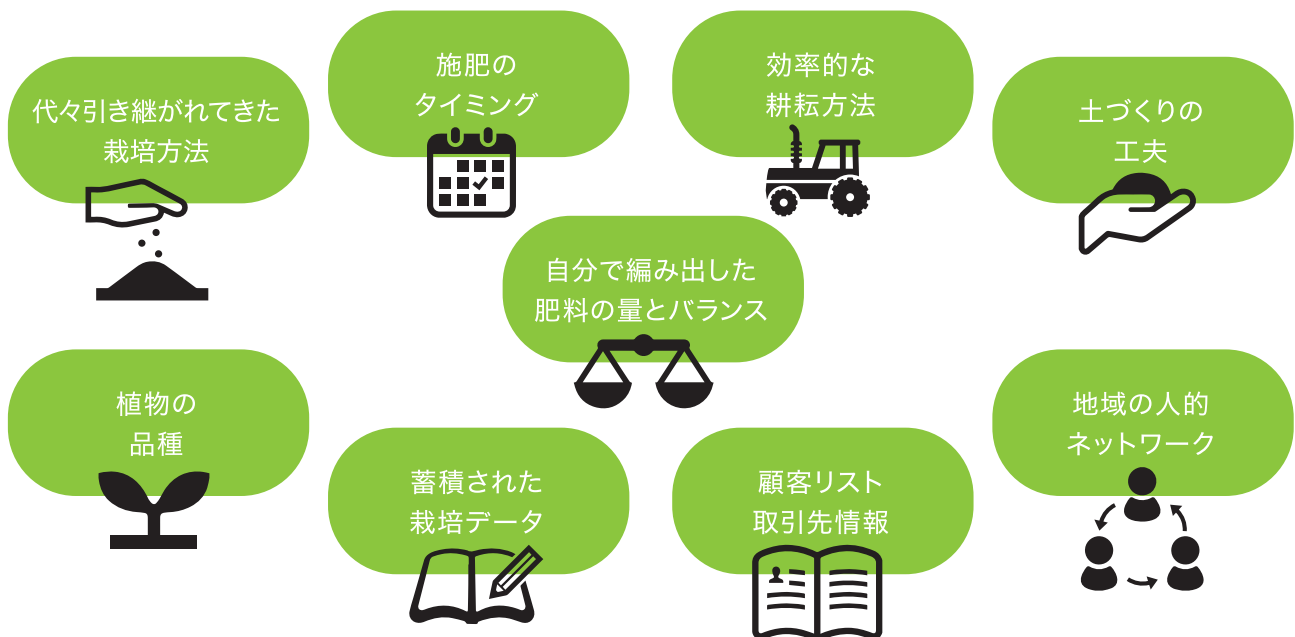 代々引き継がれてきた
栽培方法
施肥の
タイミング
効率的な
耕耘方法
土づくりの
工夫
自分で編み出した
肥料の量とバランス
植物の
品種
蓄積された
栽培データ
顧客リスト
取引先情報
地域の人的
ネットワーク